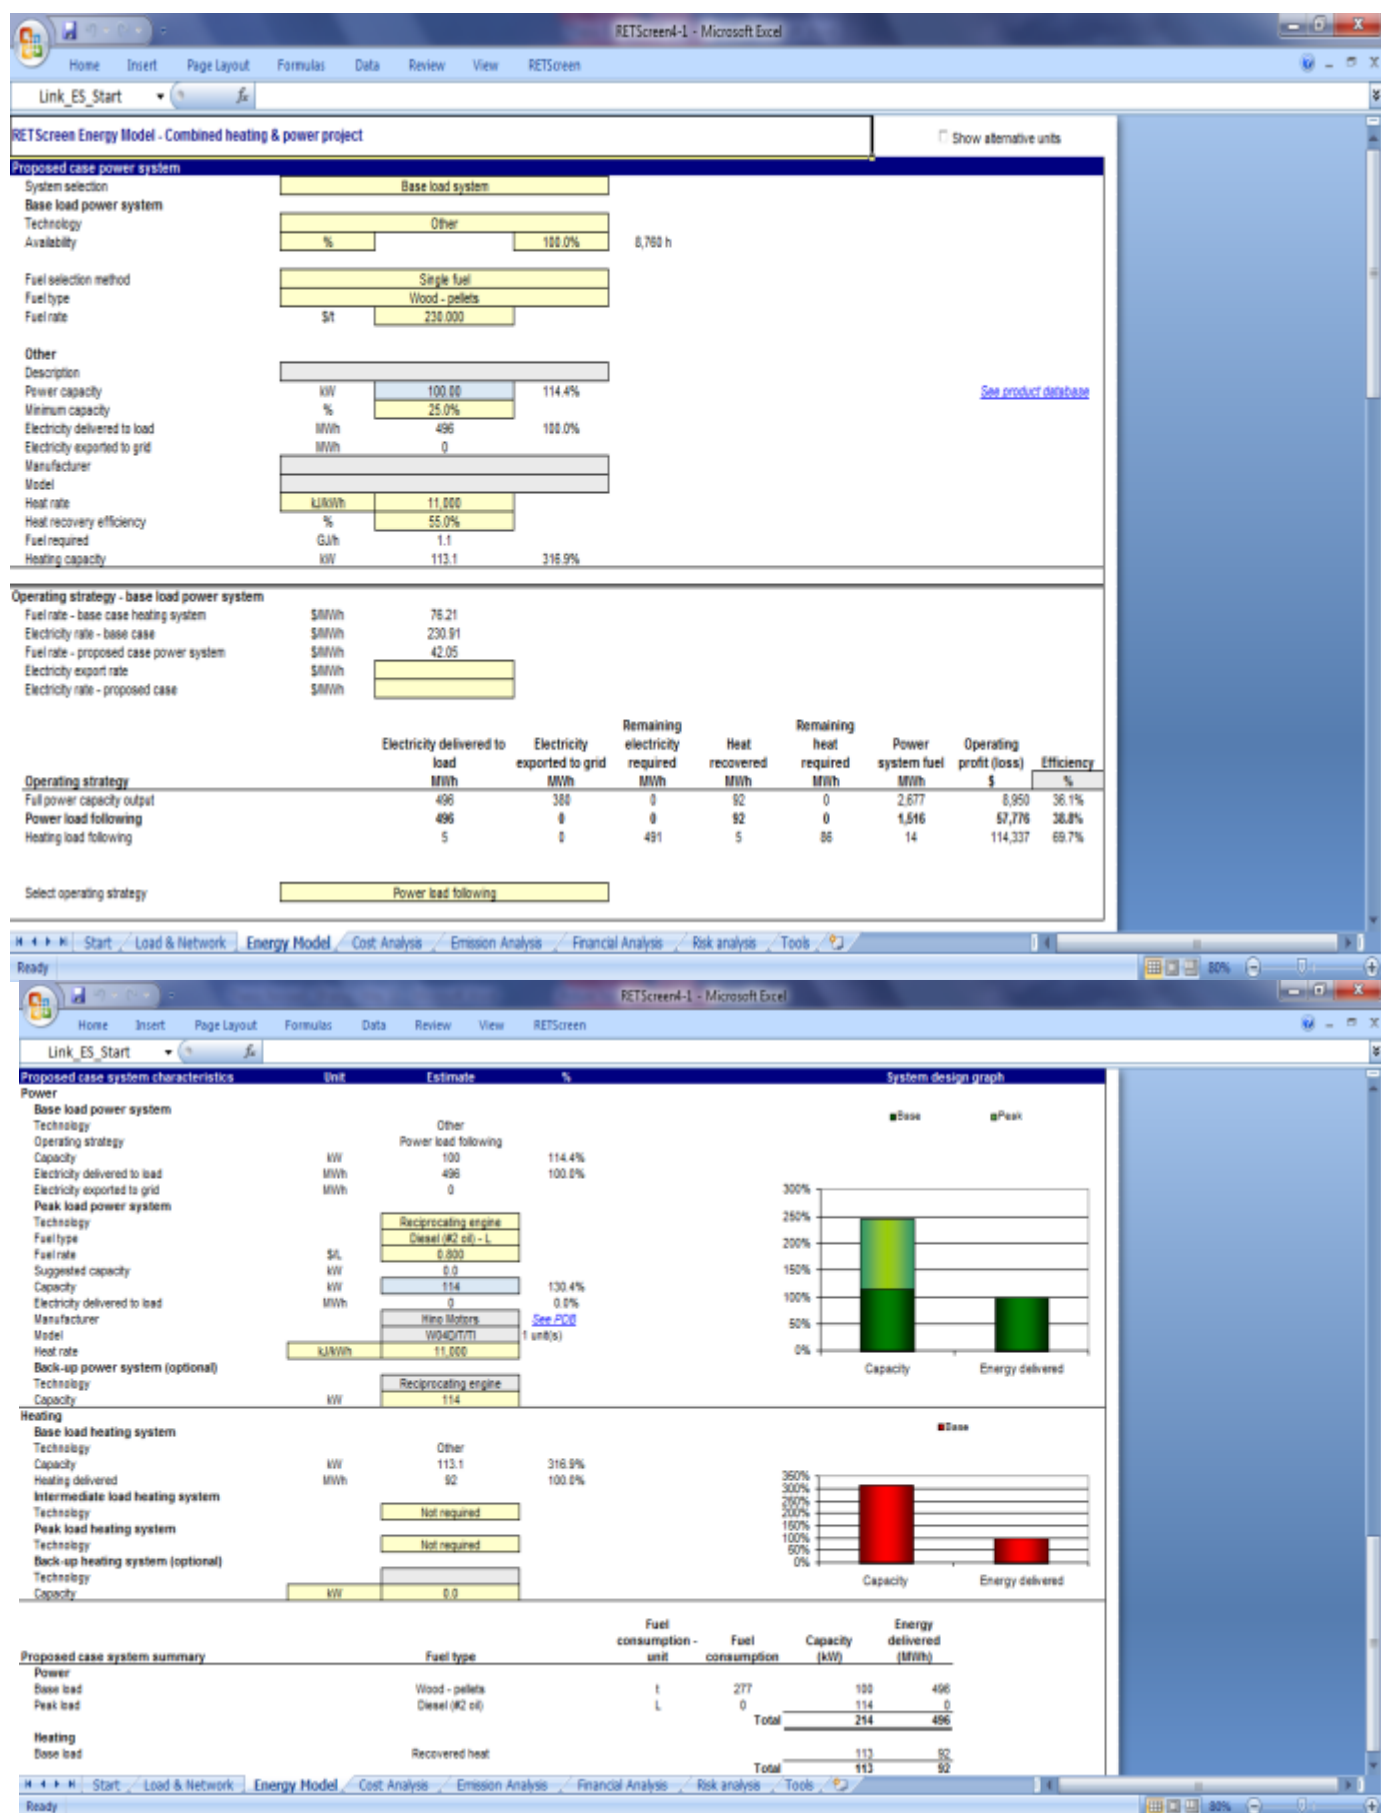 RETScreen4-1 - Microsoft Excel
Home Insert Page Layout Formulas Data Review View RETScreen
Link_ES_Start fx
RETScreen Energy Model - Combined heating & power project
Show alternative units
Proposed case power system
System selection Base load system
Base load power system
Technology Other
Availability % 100.0% 8,760 h
Fuel selection method Single fuel
Fuel type Wood - pellets
Fuel rate $/t 230.000
Other
Description
Power capacity kW 100.00 114.4% See product database
Minimum capacity % 25.0%
Electricity delivered to load MWh 496 100.0%
Electricity exported to grid MWh 0
Manufacturer
Model
Heat rate kJ/kWh 11,000
Heat recovery efficiency % 55.0%
Fuel required GJ/h 1.1
Heating capacity kW 113.1 316.9%
Operating strategy - base load power system
Fuel rate - base case heating system $/MWh 76.21
Electricity rate - base case $/MWh 230.91
Fuel rate - proposed case power system $/MWh 42.05
Electricity export rate $/MWh
Electricity rate - proposed case $/MWh
Remaining Remaining
Electricity delivered to Electricity electricity Heat heat Power Operating
load exported to grid required recovered required system fuel profit (loss) Efficiency
Operating strategy MWh MWh MWh MWh MWh MWh $ %
Full power capacity output 496 380 0 92 0 2,677 8,950 36.1%
Power load following 496 0 0 92 0 1,516 57,776 38.8%
Heating load following 5 0 491 5 86 14 114,337 69.7%
Select operating strategy Power load following
Start Load & Network Energy Model Cost Analysis Emission Analysis Financial Analysis Risk analysis Tools
Ready 80%
RETScreen4-1 - Microsoft Excel
Home Insert Page Layout Formulas Data Review View RETScreen
Link_ES_Start fx
Proposed case system characteristics Unit Estimate % System design graph
Power
Base load power system
Base Peak
Technology Other
Operating strategy Power load following
Capacity kW 100 114.4%
Electricity delivered to load MWh 496 100.0%
Electricity exported to grid MWh 0
300%
Peak load power system
Technology Reciprocating engine
250%
Fuel type Diesel (#2 oil) - L
200%
Fuel rate $/L 0.800
Suggested capacity kW 0.0
150%
Capacity kW 114 130.4%
100%
Electricity delivered to load MWh 0 0.0%
Manufacturer Hino Motors See PDB
50%
Model W04D/T/TI 1 unit(s)
Heat rate kJ/kWh 11,000
0%
Back-up power system (optional)
Capacity Energy delivered
Technology Reciprocating engine
Capacity kW 114
Heating
Base load heating system
Base
Technology Other
Capacity kW 113.1 316.9%
Heating delivered MWh 92 100.0%
350%
300%
Intermediate load heating system
250%
200%
Technology Not required
150%
Peak load heating system
100%
Technology Not required
50%
Back-up heating system (optional)
0%
Technology
Capacity Energy delivered
Capacity kW 0.0
Fuel Energy
consumption - Fuel Capacity delivered
Proposed case system summary Fuel type unit consumption (kW) (MWh)
Power
Base load Wood - pellets t 277 100 496
Peak load Diesel (#2 oil) L 0 114 0
Total 214 496
Heating
Base load Recovered heat 113 92
Total 113 92
Start Load & Network Energy Model Cost Analysis Emission Analysis Financial Analysis Risk analysis Tools
Ready 80%